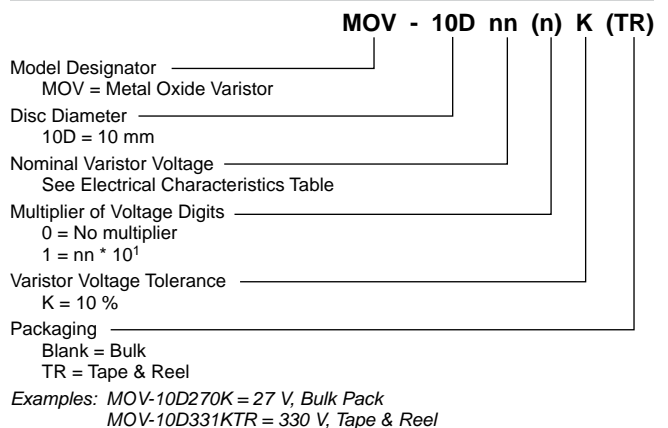 MOV - 10D nn (n) K (TR)
Model Designator
MOV = Metal Oxide Varistor
Disc Diameter
10D = 10 mm
Nominal Varistor Voltage
See Electrical Characteristics Table
Multiplier of Voltage Digits
0 = No multiplier
1 = nn * 10¹
Varistor Voltage Tolerance
K = 10 %
Packaging
Blank = Bulk
TR = Tape & Reel
Examples: MOV-10D270K = 27 V, Bulk Pack
MOV-10D331KTR = 330 V, Tape & Reel